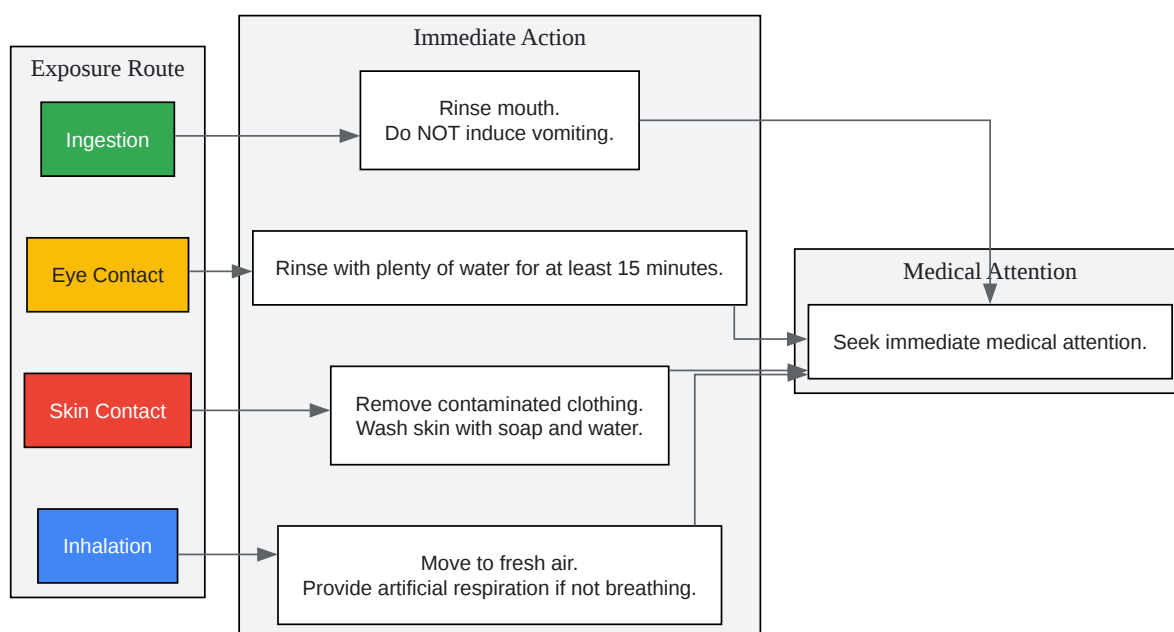 Immediate Action
Exposure Route
Ingestion
Rinse mouth.
Do NOT induce vomiting.
Eye Contact
Rinse with plenty of water for at least 15 minutes.
Medical Attention
Seek immediate medical attention.
Skin Contact
Remove contaminated clothing.
Wash skin with soap and water.
Inhalation
Move to fresh air.
Provide artificial respiration if not breathing.